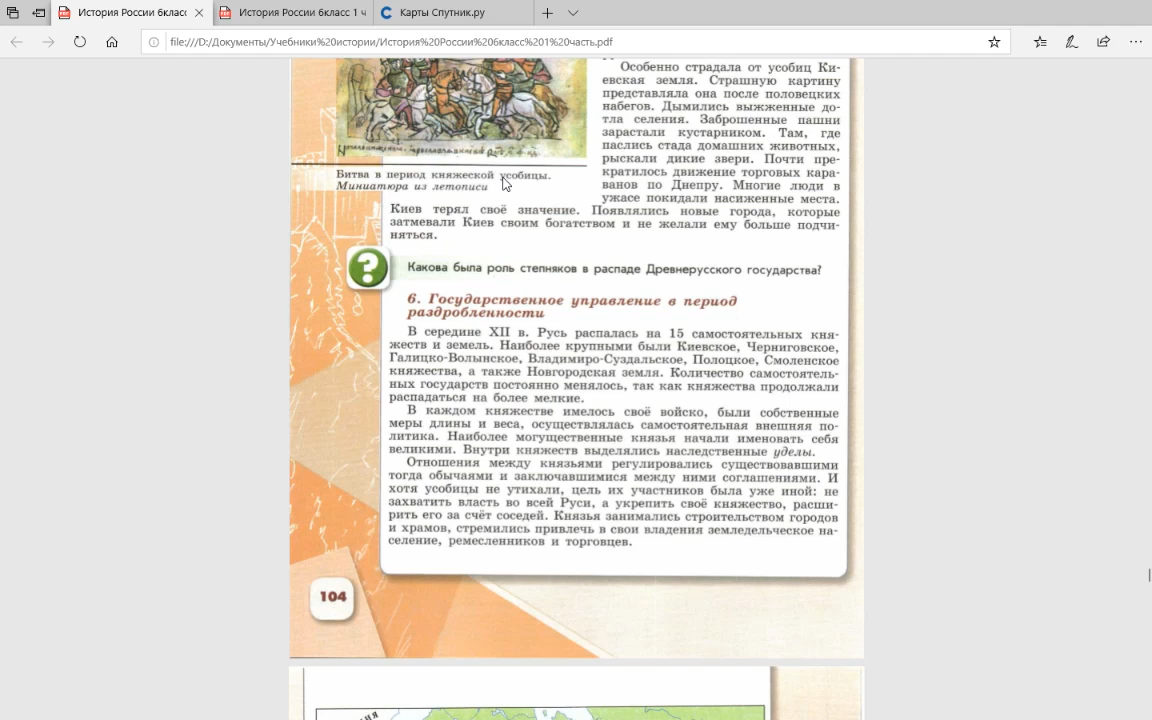 История России 6класс
История России 6класс 1 ч
Карты Спутник.ру
file:///D:/Документы/Учебники%20истории/История%20России%206класс%201%20часть.pdf
Особенно страдала от усобиц Ки-
евская земля. Страшную картину
представляла она после половецких
набегов. Дымились выжженные до-
тла селения. Заброшенные пашни
зарастали кустарником. Там, где
паслись стада домашних животных,
рыскали дикие звери. Почти пре-
кратилось движение торговых кара-
ванов по Днепру. Многие люди в
ужасе покидали насиженные места.
Битва в период княжеской усобицы.
Миниатюра из летописи
Киев терял своё значение. Появлялись новые города, которые
затмевали Киев своим богатством и не желали ему больше подчи-
няться.
?
Какова была роль степняков в распаде Древнерусского государства?
6. Государственное управление в период
раздробленности
В середине XII в. Русь распалась на 15 самостоятельных кня-
жеств и земель. Наиболее крупными были Киевское, Черниговское,
Галицко-Волынское, Владимиро-Суздальское, Полоцкое, Смоленское
княжества, а также Новгородская земля. Количество самостоятель-
ных государств постоянно менялось, так как княжества продолжали
распадаться на более мелкие.
В каждом княжестве имелось своё войско, были собственные
меры длины и веса, осуществлялась самостоятельная внешняя по-
литика. Наиболее могущественные князья начали именовать себя
великими. Внутри княжеств выделялись наследственные уделы.
Отношения между князьями регулировались существовавшими
тогда обычаями и заключавшимися между ними соглашениями. И
хотя усобицы не утихали, цель их участников была уже иной: не
захватить власть во всей Руси, а укрепить своё княжество, расши-
рить его за счёт соседей. Князья занимались строительством городов
и храмов, стремились привлечь в свои владения земледельческое на-
селение, ремесленников и торговцев.
104